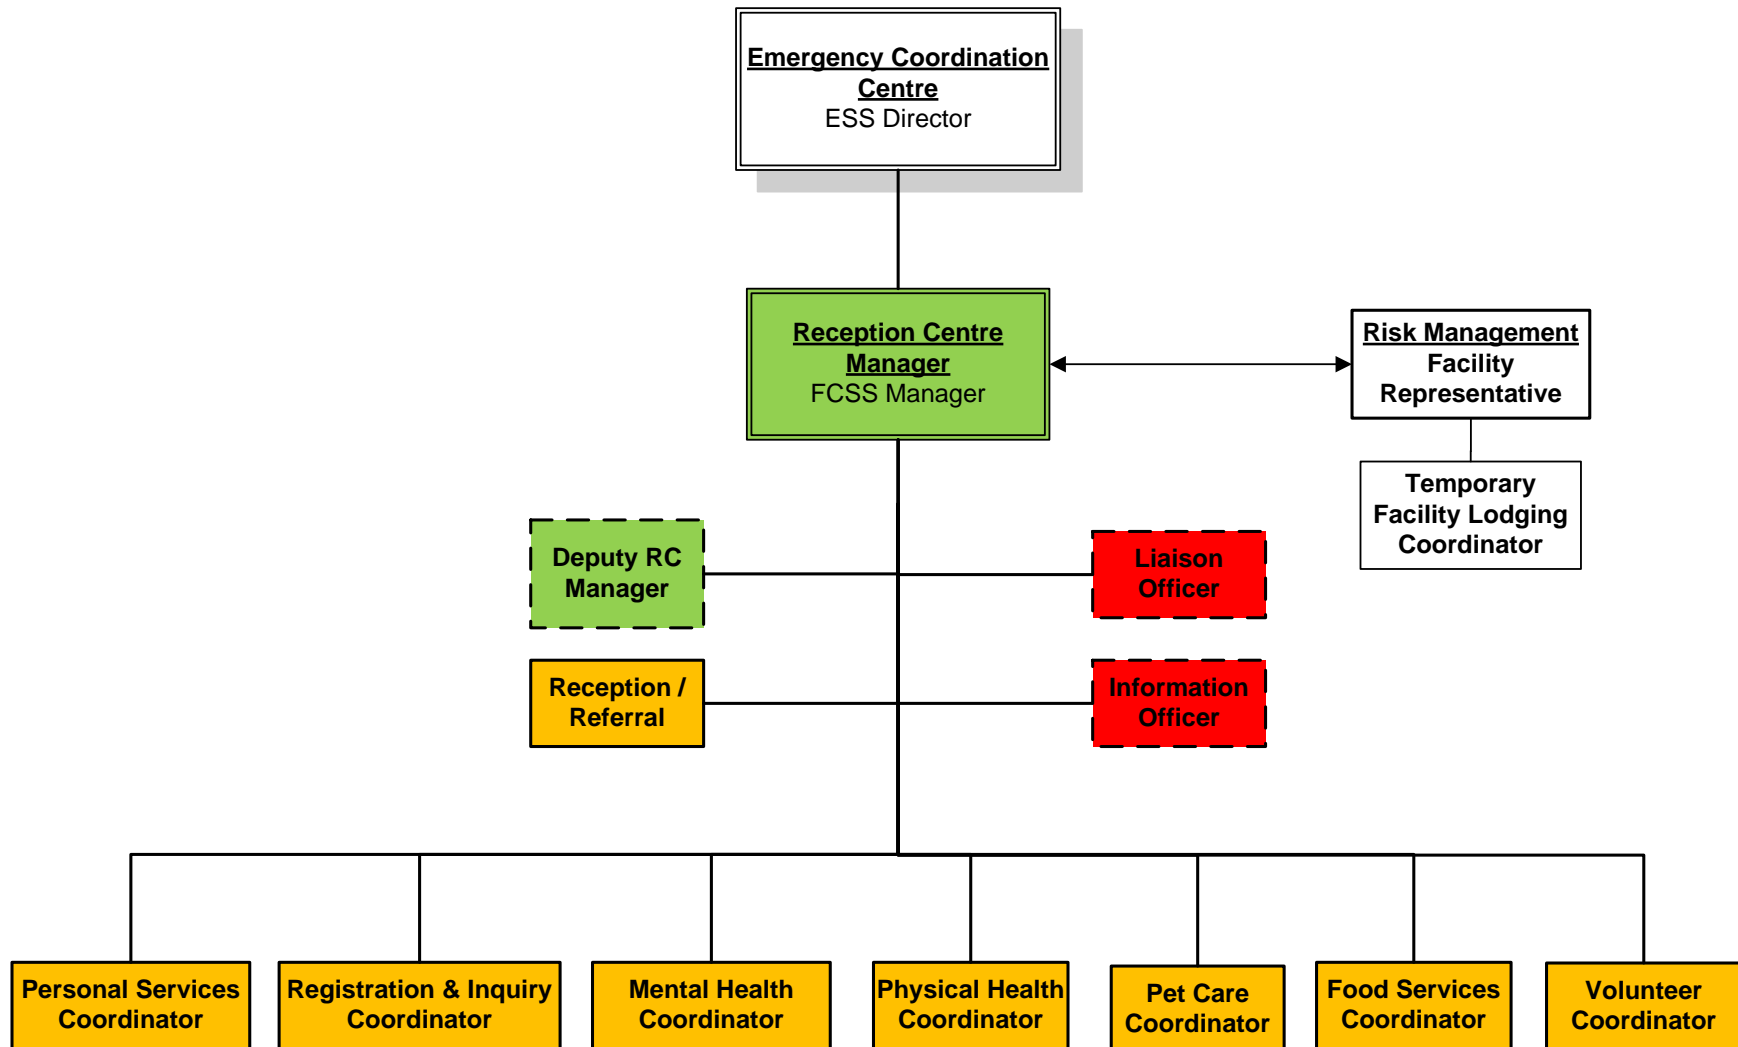 Emergency Coordination
Centre
ESS Director
Reception Centre
Manager
FCSS Manager
Risk Management
Facility
Representative
Temporary
Facility Lodging
Coordinator
Deputy RC
Manager
Liaison
Officer
Reception /
Referral
Information
Officer
Personal Services
Coordinator
Registration & Inquiry
Coordinator
Mental Health
Coordinator
Physical Health
Coordinator
Pet Care
Coordinator
Food Services
Coordinator
Volunteer
Coordinator